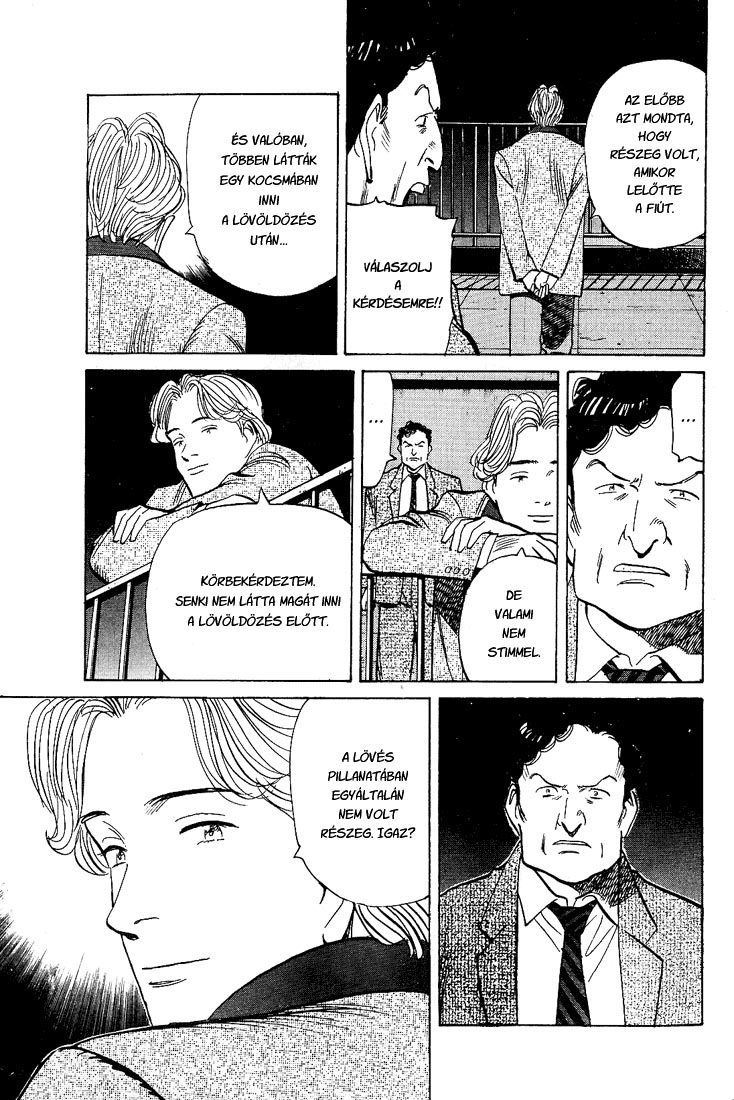 AZ ELŐBB
AZT MONDTA,
HOGY
RÉSZEG VOLT,
AMIKOR
LELŐTTE
A FIÚT.
VÁLASZOLJ
A
KÉRDÉSEMRE!!
ÉS VALÓBAN,
TÖBBEN LÁTTÁK
EGY KOCSMÁBAN
INNI
A LÖVÖLDÖZÉS
UTÁN...
...
...
DE
VALAMI
NEM
STIMMEL.
KÖRBEKÉRDEZTEM.
SENKI NEM LÁTTA MAGÁT INNI
A LÖVÖLDÖZÉS ELŐTT.
A LÖVÉS
PILLANATÁBAN
EGYÁLTALÁN
NEM VOLT
RÉSZEG. IGAZ?